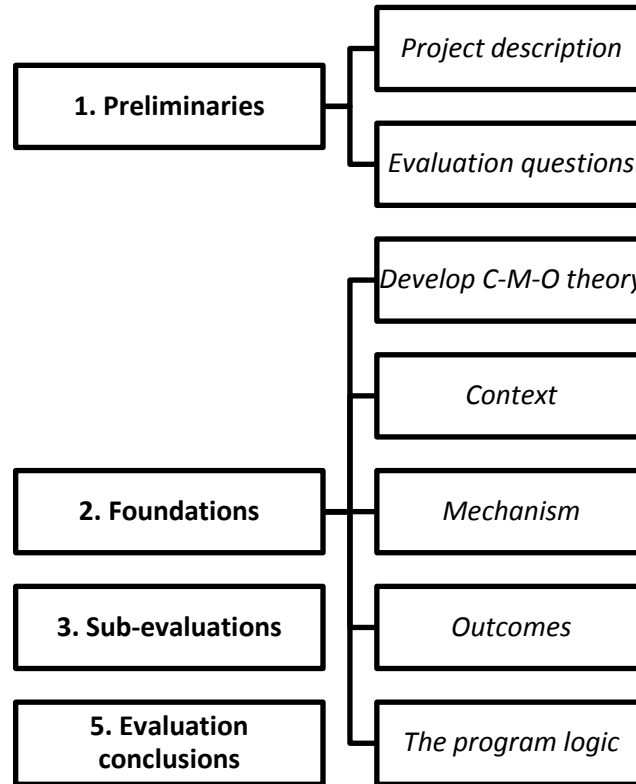 1. Preliminaries
Project description
Evaluation questions
2. Foundations
Develop C-M-O theory
Context
Mechanism
Outcomes
The program logic
3. Sub-evaluations
5. Evaluation
conclusions